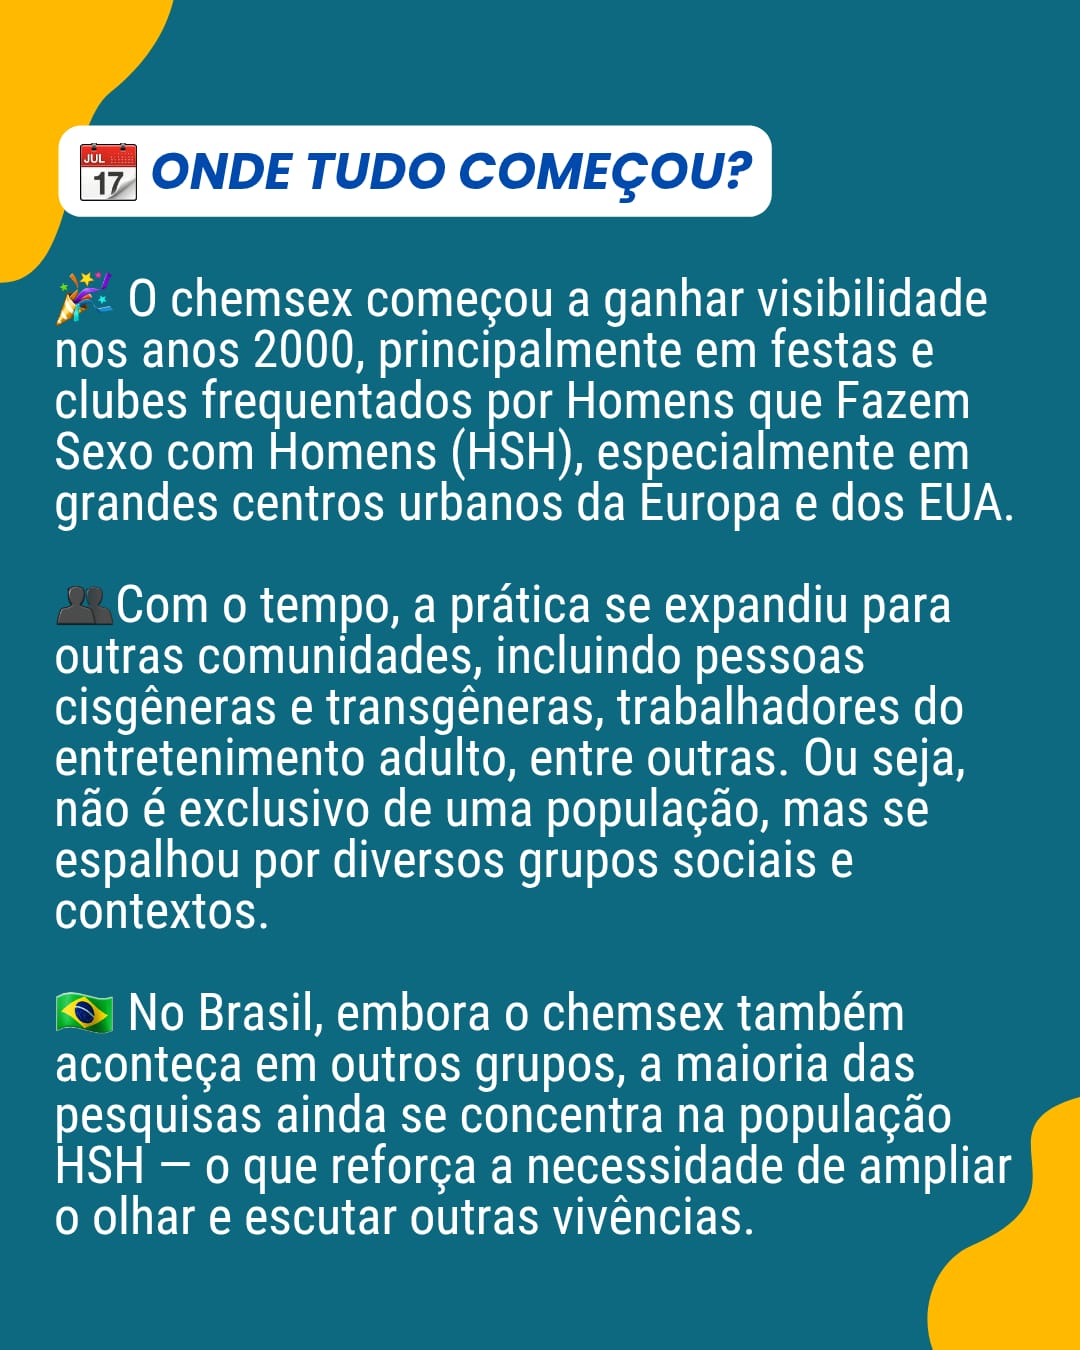 JUL
17
ONDE TUDO COMEÇOU?
O chemsex começou a ganhar visibilidade
nos anos 2000, principalmente em festas e
clubes frequentados por Homens que Fazem
Sexo com Homens (HSH), especialmente em
grandes centros urbanos da Europa e dos EUA.
Com o tempo, a prática se expandiu para
outras comunidades, incluindo pessoas
cisgêneras e transgêneras, trabalhadores do
entretenimento adulto, entre outras. Ou seja,
não é exclusivo de uma população, mas se
espalhou por diversos grupos sociais e
contextos.
No Brasil, embora o chemsex também
aconteça em outros grupos, a maioria das
pesquisas ainda se concentra na população
HSH — o que reforça a necessidade de ampliar
o olhar e escutar outras vivências.